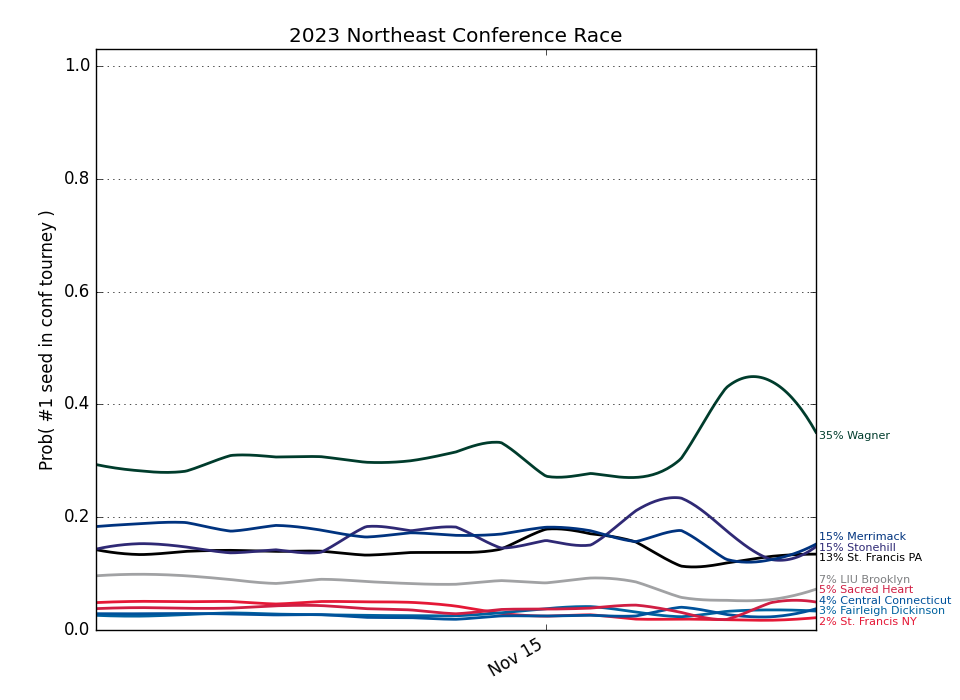 2023 Northeast Conference Race
Prob( #1 seed in conf tourney )
1.0
0.8
0.6
0.4
0.2
0.0
Nov 15
35% Wagner
15% Merrimack
15% Stonehill
13% St. Francis PA
7% LIU Brooklyn
5% Sacred Heart
4% Central Connecticut
3% Fairleigh Dickinson
2% St. Francis NY